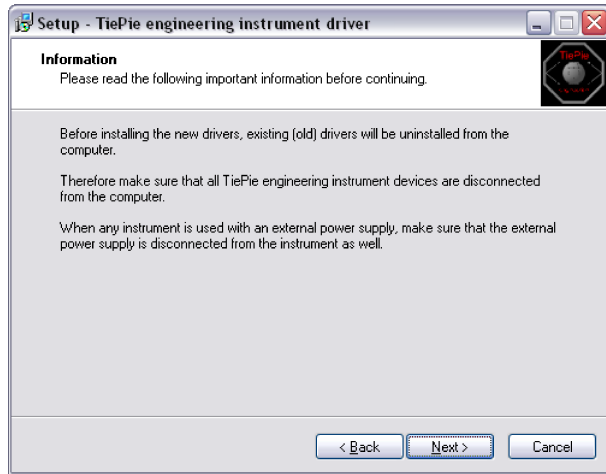 Setup - TiePie engineering instrument driver
Information
Please read the following important information before continuing.
TiePie
Before installing the new drivers, existing (old) drivers will be uninstalled from the
computer.
Therefore make sure that all TiePie engineering instrument devices are disconnected
from the computer.
When any instrument is used with an external power supply, make sure that the external
power supply is disconnected from the instrument as well.
< Back
Next >
Cancel